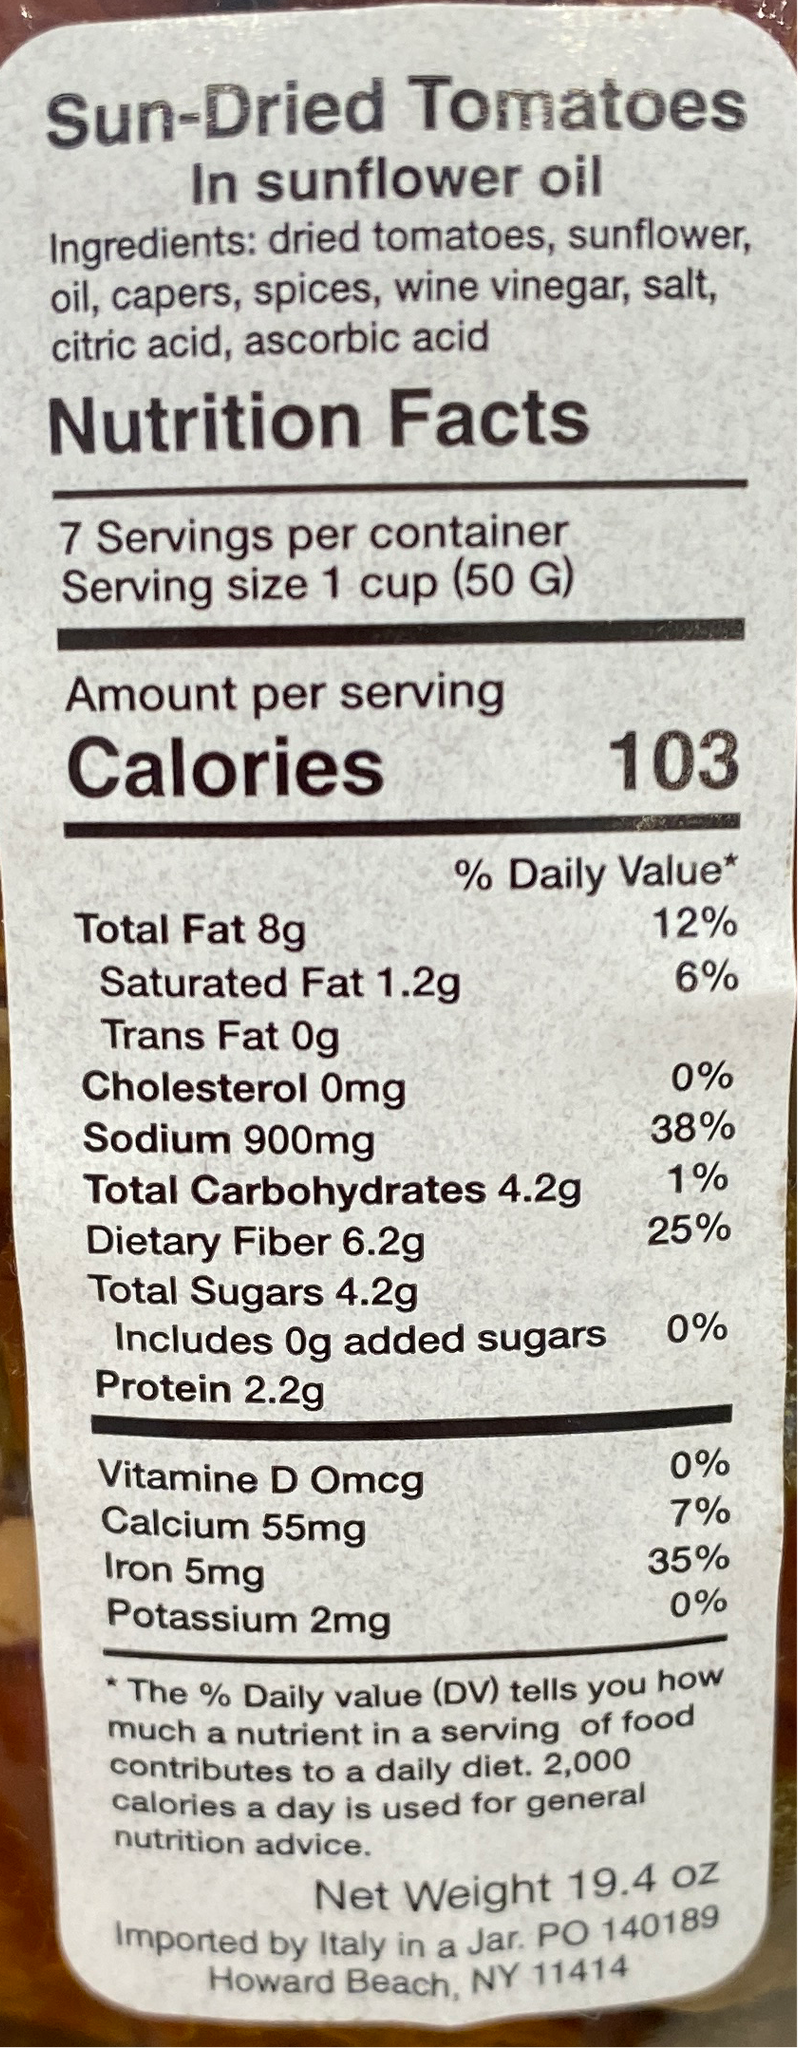 Sun-Dried Tomatoes
In sunflower oil
Ingredients: dried tomatoes, sunflower,
oil, capers, spices, wine vinegar, salt,
citric acid, ascorbic acid
Nutrition Facts
7 Servings per container
Serving size 1 cup (50 G)
Amount per serving
Calories 103
% Daily Value*
Total Fat 8g 12%
Saturated Fat 1.2g 6%
Trans Fat 0g
Cholesterol 0mg 0%
Sodium 900mg 38%
Total Carbohydrates 4.2g 1%
Dietary Fiber 6.2g 25%
Total Sugars 4.2g
Includes 0g added sugars 0%
Protein 2.2g
Vitamine D Omcg 0%
Calcium 55mg 7%
Iron 5mg 35%
Potassium 2mg 0%
* The % Daily value (DV) tells you how
much a nutrient in a serving of food
contributes to a daily diet. 2,000
calories a day is used for general
nutrition advice.
Net Weight 19.4 oz
Imported by Italy in a Jar. PO 140189
Howard Beach, NY 11414